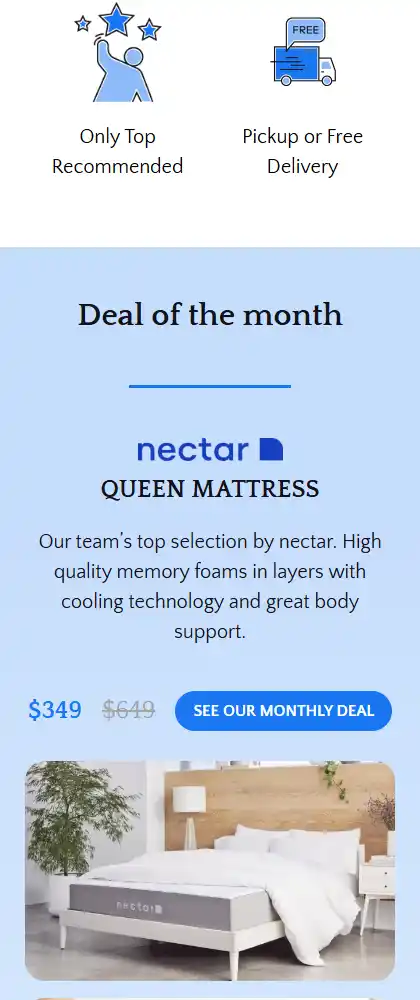 FREE
Only Top
Recommended
Pickup or Free
Delivery
Deal of the month
nectar
QUEEN MATTRESS
Our team’s top selection by nectar. High
quality memory foams in layers with
cooling technology and great body
support.
$349 $649 SEE OUR MONTHLY DEAL
nectar